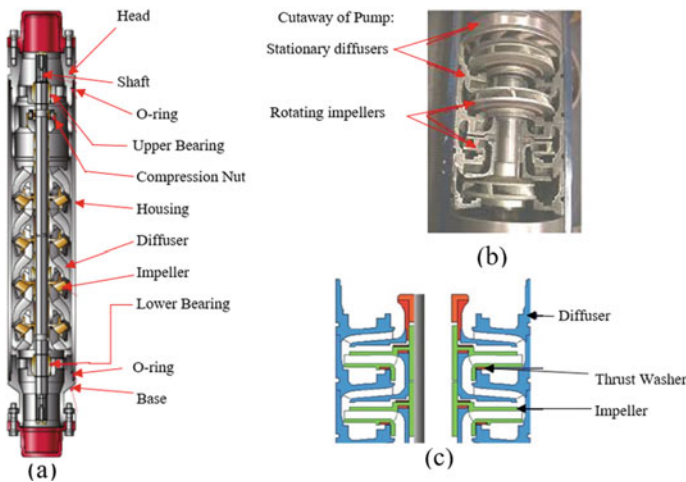 Head
Shaft
O-ring
Upper Bearing
Compression Nut
Housing
Diffuser
Impeller
Lower Bearing
O-ring
Base
(a)
Cutaway of Pump:
Stationary diffusers
Rotating impellers
(b)
Diffuser
Thrust Washer
Impeller
(c)